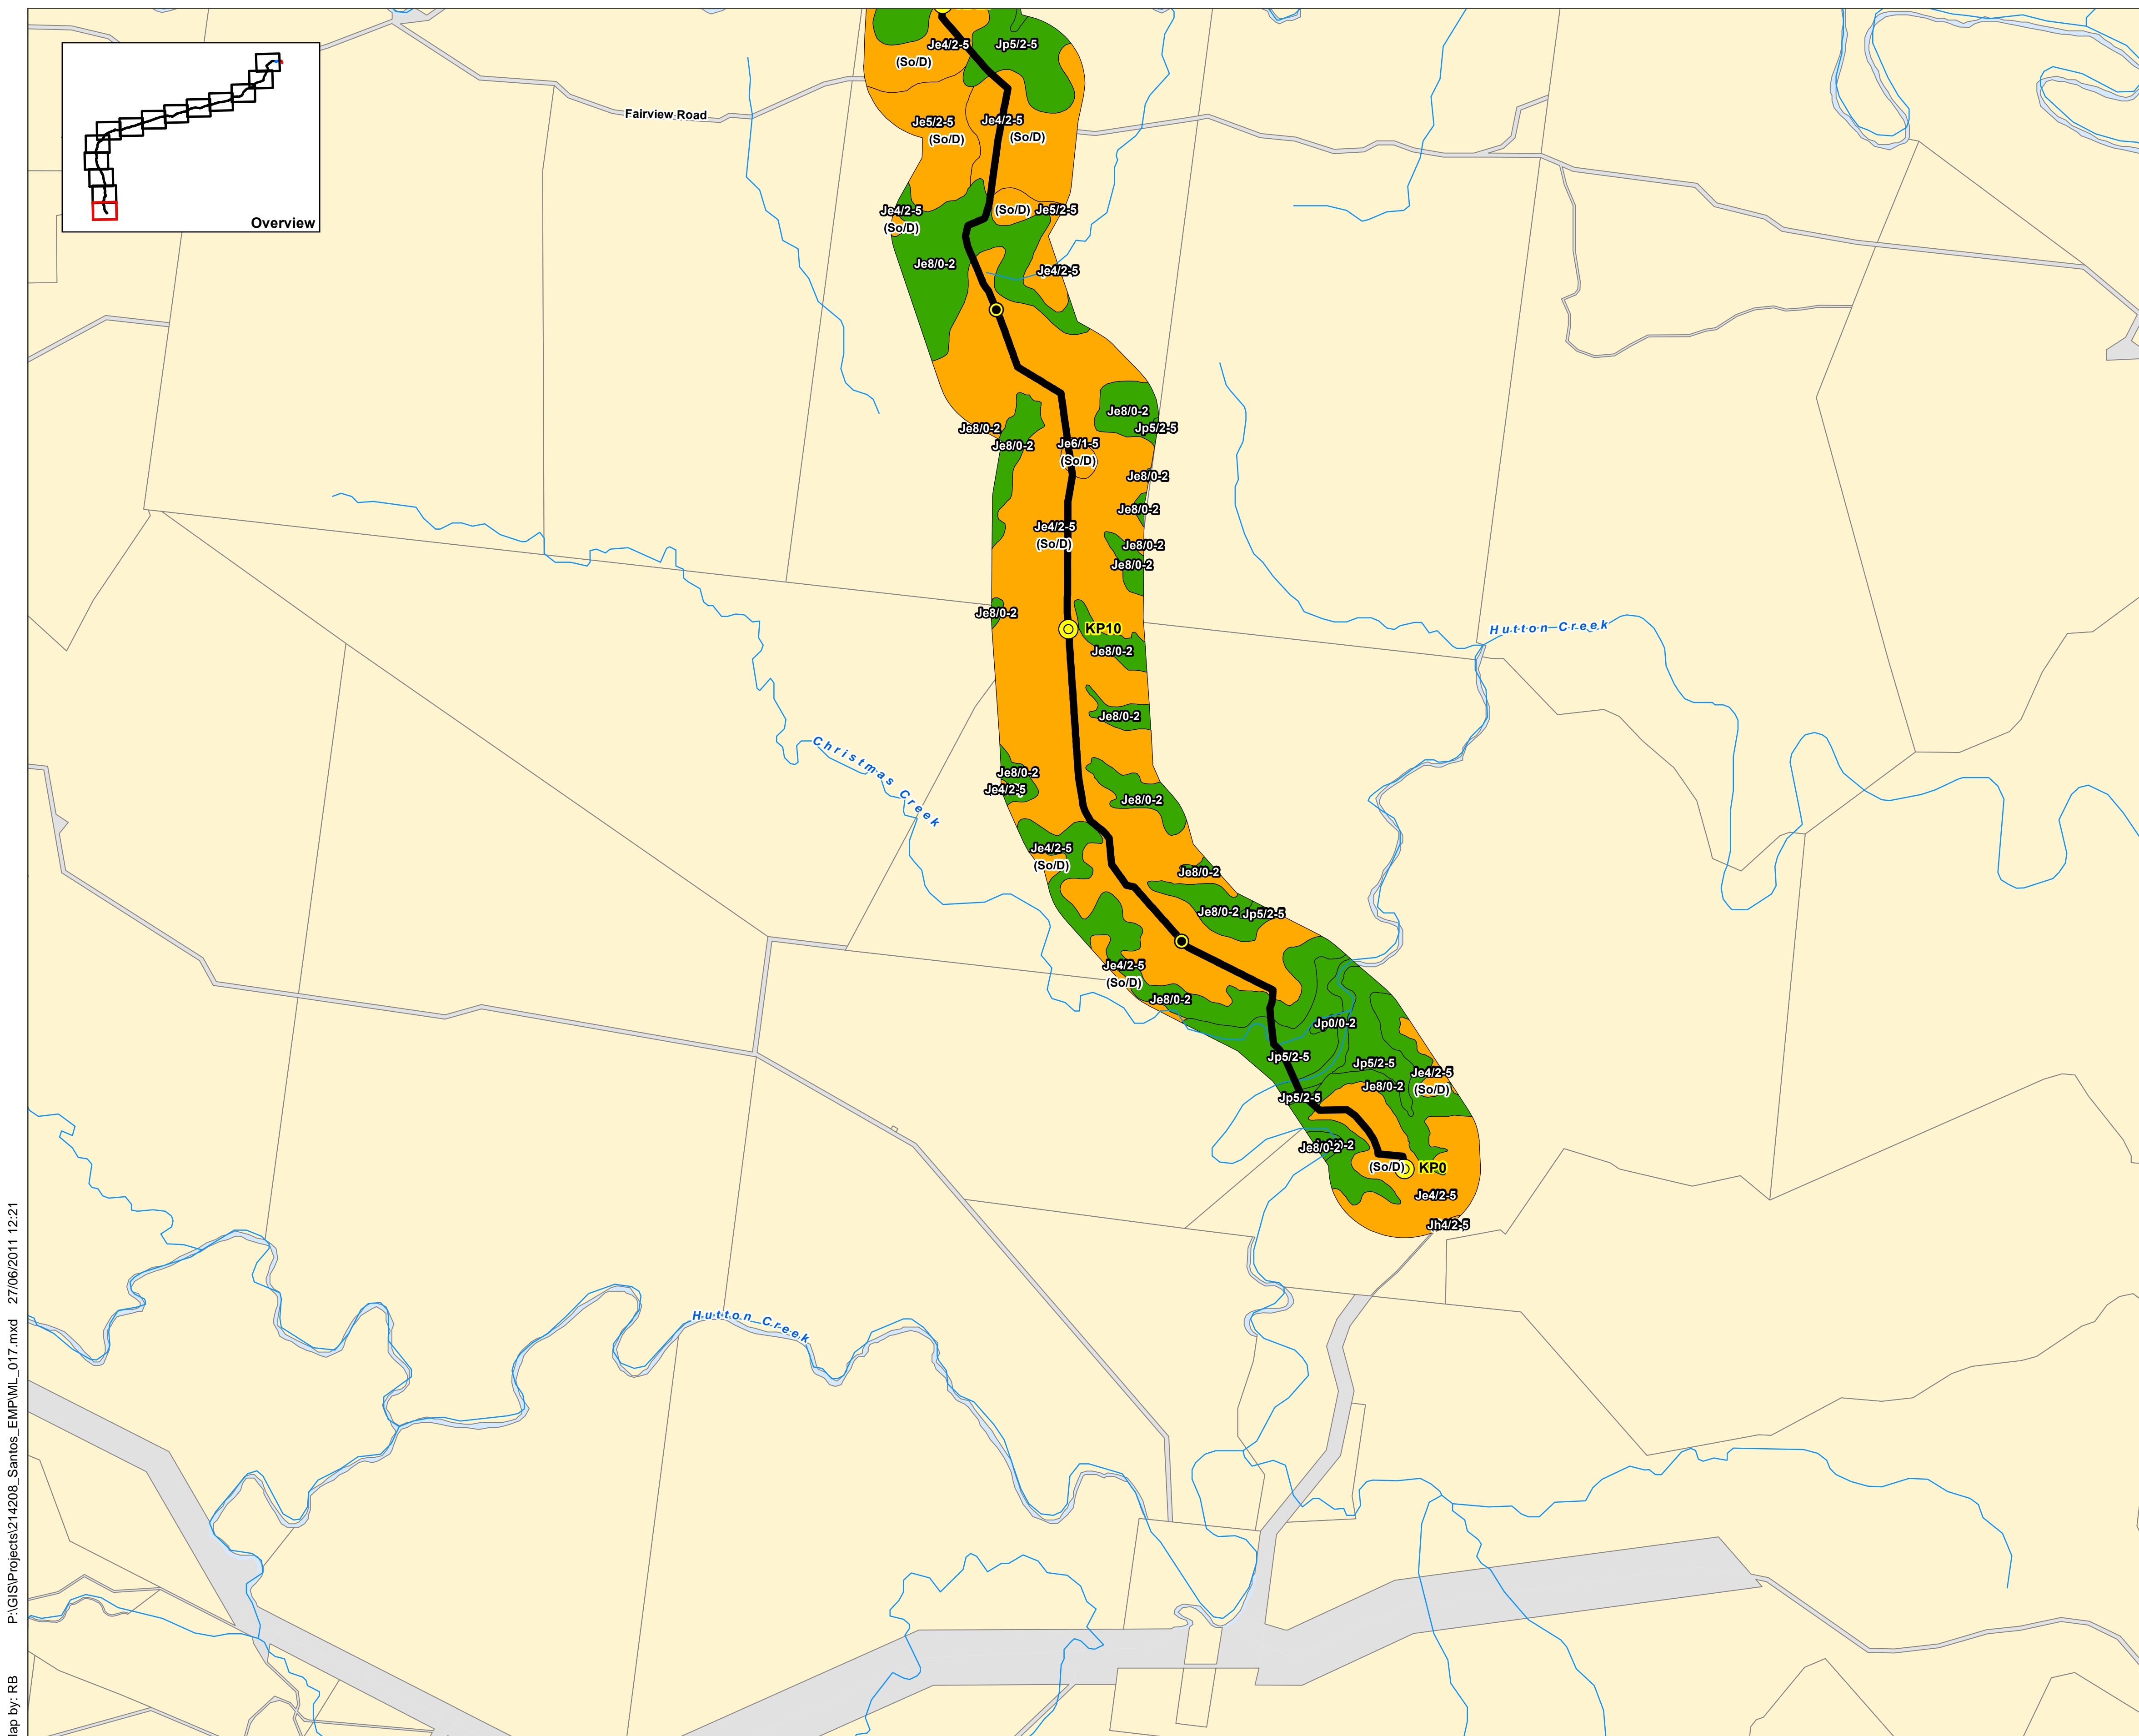 Overview
Fairview Road
Je4/2-5
(So/D)
Jp5/2-5
Je5/2-5
(So/D)
Je4/2-5
(So/D)
Je4/2-5
(So/D)
(So/D)
Je5/2-5
Je8/0-2
Je4/2-5
Je8/0-2
Jp5/2-5
Je8/0-2
Je8/0-2
Je6/1-5
(So/D)
Je8/0-2
Je8/0-2
Je4/2-5
(So/D)
Je8/0-2
Je8/0-2
Je8/0-2
KP10
Hutton Creek
Je8/0-2
Je8/0-2
Christmas Creek
Je8/0-2
Je4/2-5
Je8/0-2
Je4/2-5
(So/D)
Je8/0-2
Je8/0-2
Jp5/2-5
Je4/2-5
(So/D)
Je8/0-2
Jp0/0-2
Jp5/2-5
Jp5/2-5
Je4/2-5
(So/D)
Je8/0-2
Jp5/2-5
Je8/0-2
(So/D)
KP0
Je4/2-5
Jh4/2-5
Hutton Creek
P:\GIS\Projects\214208_Santos_EMP\ML_017.mxd 27/06/2011 12:21
by: RB